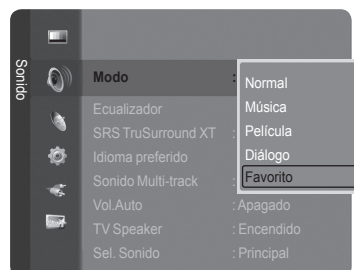 Sonido
Modo :
Normal
Música
Película
Diálogo
Favorito
Ecualizador
SRS TruSurround XT :
Idioma preferido
Sonido Multi-track :
Vol.Auto : Apagado
TV Speaker : Encendido
Sel. Sonido : Principal